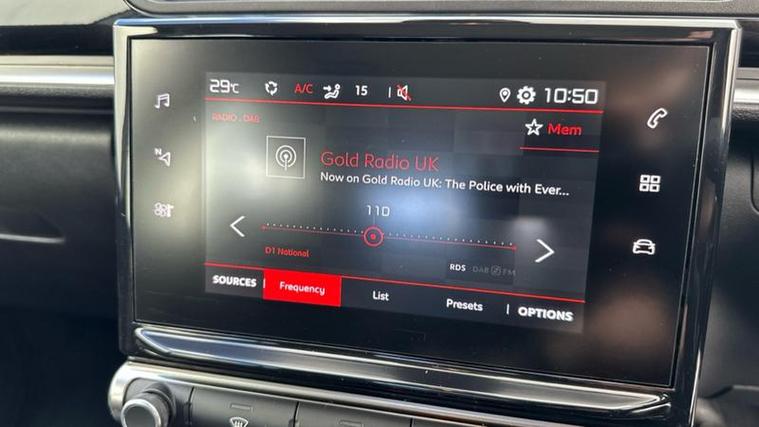 29°C A/C 15 10:50
RADIO . DAB
Mem
Gold Radio UK
Now on Gold Radio UK: The Police with Ever...
110
D1 National
RDS DAB FM
SOURCES Frequency List Presets OPTIONS
N